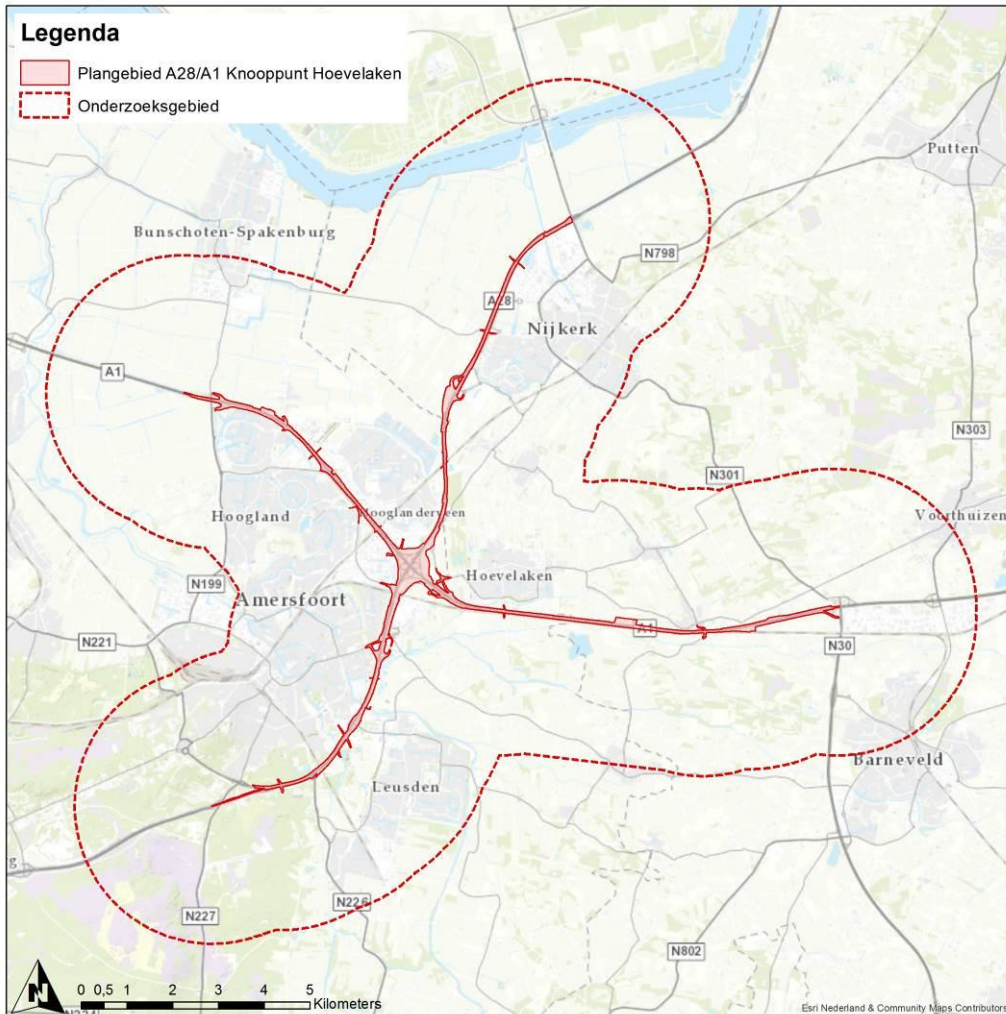 Legenda
Plangebied A28/A1 Knooppunt Hoevelaken
Onderzoeksgebied
Putten
Bunschoten-Spakenburg
N798
A28
Nijkerk
A1
N303
N301
Hoogland
Hooglanderveen
Voorthuizen
Hoevelaken
N199
Amersfoort
N221
A1
N30
Barneveld
Leusden
g
N226
N227
N802
N
0 0,5 1 2 3 4 5
Kilometers
Esri Nederland & Community Maps Contributors